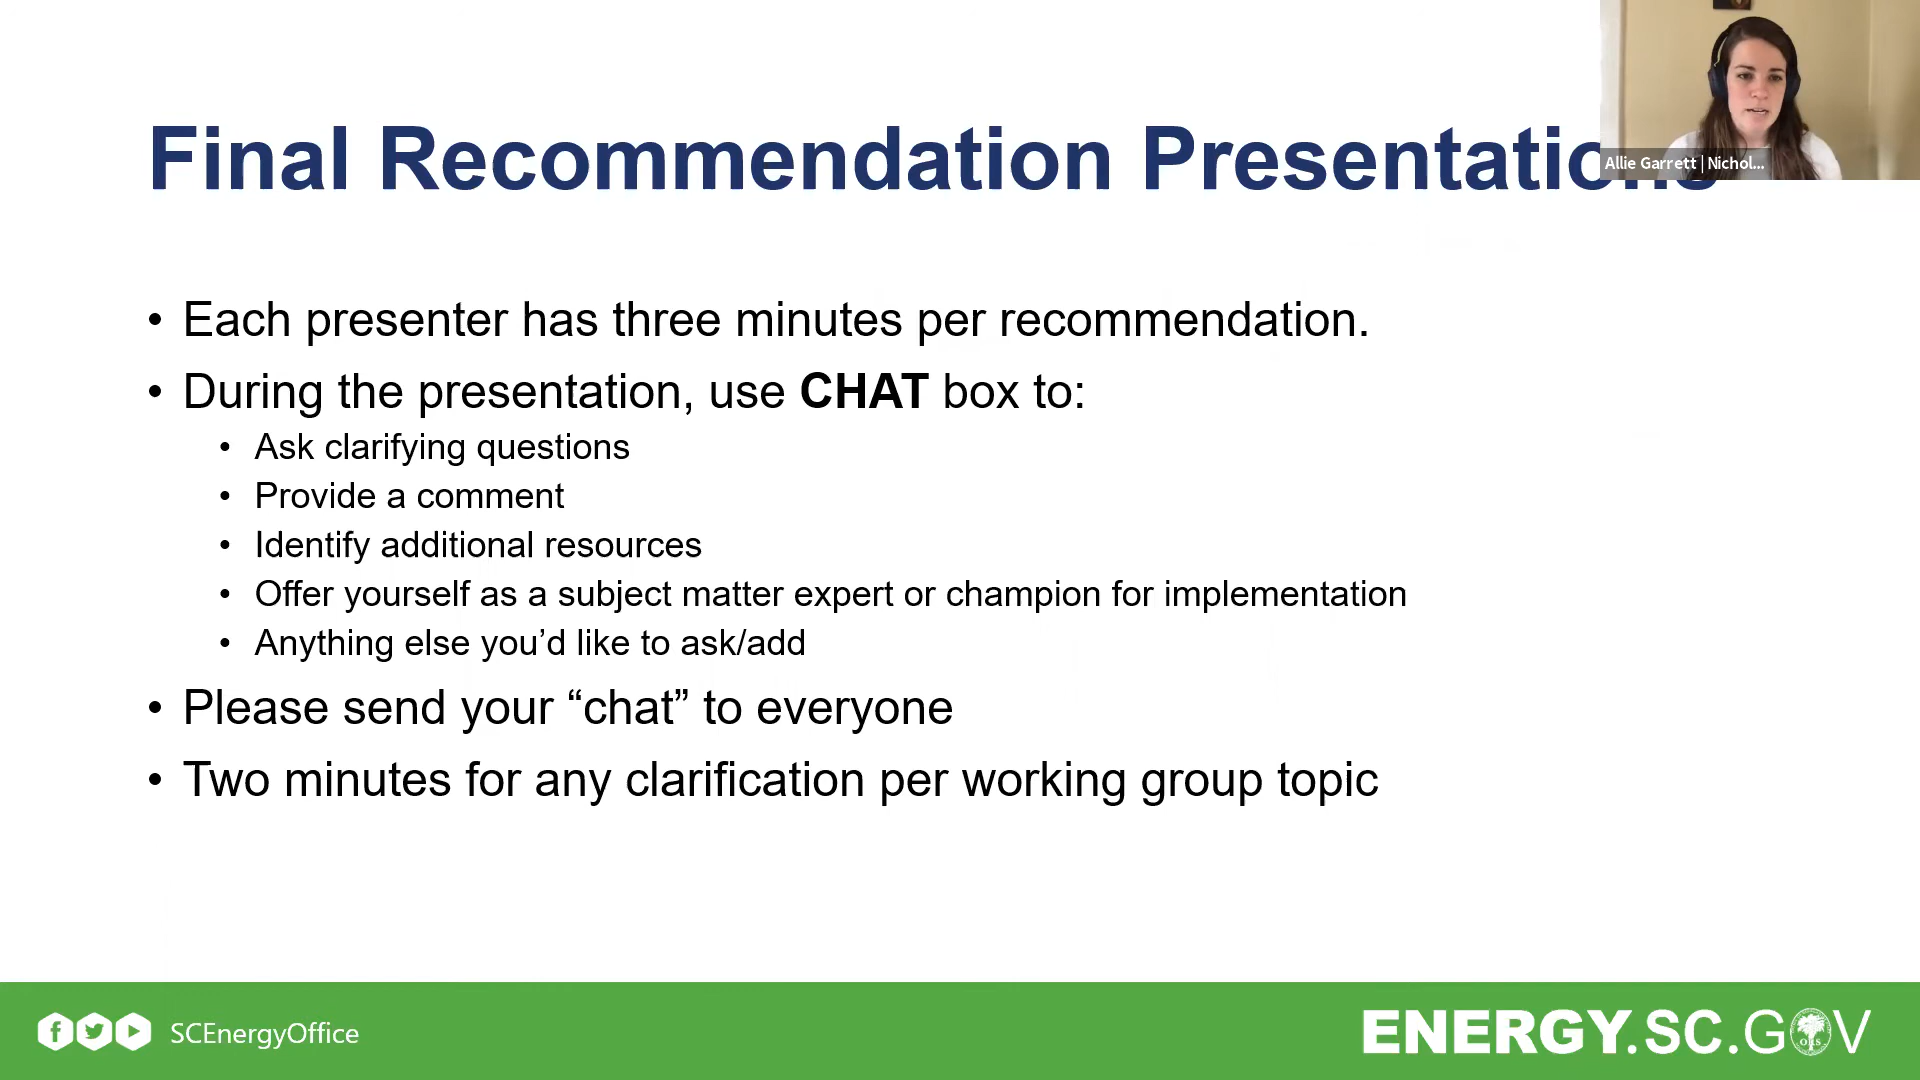 Final Recommendation Presentations
Allie Garrett | Nichol...
• Each presenter has three minutes per recommendation.
• During the presentation, use CHAT box to:
• Ask clarifying questions
• Provide a comment
• Identify additional resources
• Offer yourself as a subject matter expert or champion for implementation
• Anything else you’d like to ask/add
• Please send your “chat” to everyone
• Two minutes for any clarification per working group topic
SCEnergyOffice
ENERGY.SC.GOV